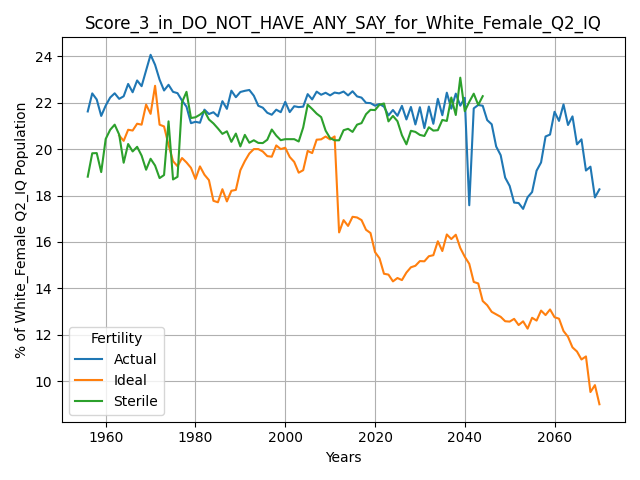 Score_3_in_DO_NOT_HAVE_ANY_SAY_for_White_Female_Q2_IQ
% of White_Female Q2_IQ Population
24
22
20
18
16
14
12
10
Fertility
Actual
Ideal
Sterile
1960 1980 2000 2020 2040 2060
Years